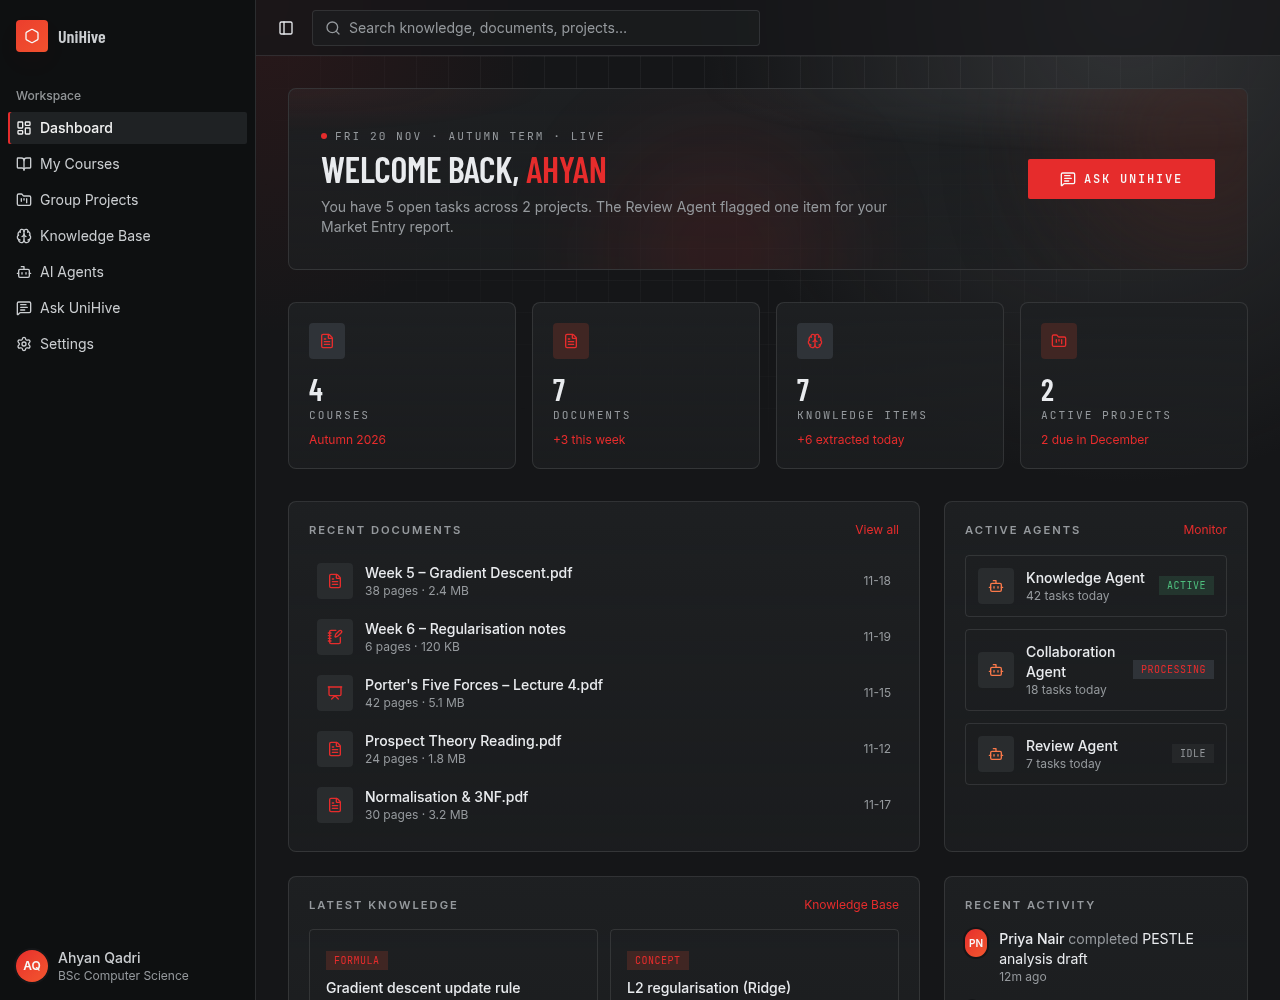 UniHive
Search knowledge, documents, projects...
Workspace
Dashboard
My Courses
Group Projects
Knowledge Base
AI Agents
Ask UniHive
Settings
FRI 20 NOV · AUTUMN TERM · LIVE
WELCOME BACK, AHYAN
You have 5 open tasks across 2 projects. The Review Agent flagged one item for your
Market Entry report.
ASK UNIHIVE
4
COURSES
Autumn 2026
7
DOCUMENTS
+3 this week
7
KNOWLEDGE ITEMS
+6 extracted today
2
ACTIVE PROJECTS
2 due in December
RECENT DOCUMENTS
View all
Week 5 – Gradient Descent.pdf
38 pages · 2.4 MB
11-18
Week 6 – Regularisation notes
6 pages · 120 KB
11-19
Porter's Five Forces – Lecture 4.pdf
42 pages · 5.1 MB
11-15
Prospect Theory Reading.pdf
24 pages · 1.8 MB
11-12
Normalisation & 3NF.pdf
30 pages · 3.2 MB
11-17
ACTIVE AGENTS
Monitor
Knowledge Agent
42 tasks today
ACTIVE
Collaboration
Agent
18 tasks today
PROCESSING
Review Agent
7 tasks today
IDLE
LATEST KNOWLEDGE
Knowledge Base
FORMULA
Gradient descent update rule
CONCEPT
L2 regularisation (Ridge)
RECENT ACTIVITY
PN
Priya Nair completed PESTLE
analysis draft
12m ago
AQ
Ahyan Qadri
BSc Computer Science